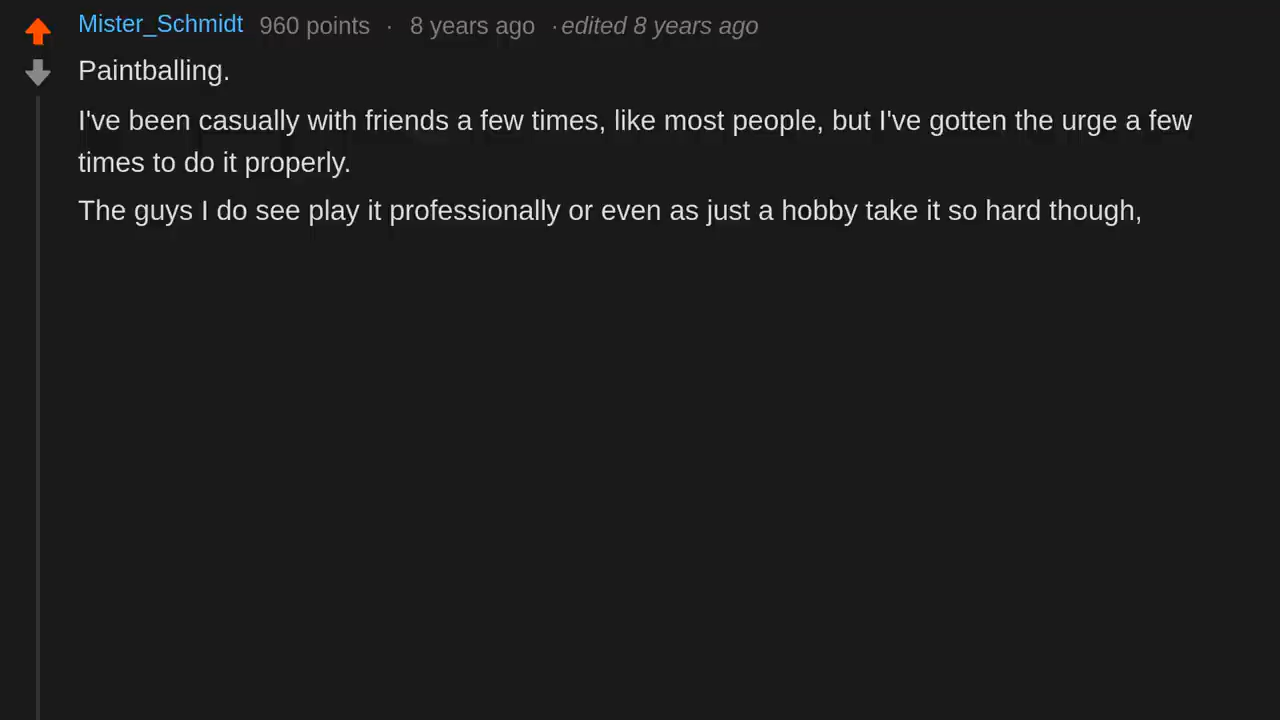 Mister_Schmidt 960 points · 8 years ago · edited 8 years ago
Paintballing.
I've been casually with friends a few times, like most people, but I've gotten the urge a few
times to do it properly.
The guys I do see play it professionally or even as just a hobby take it so hard though,